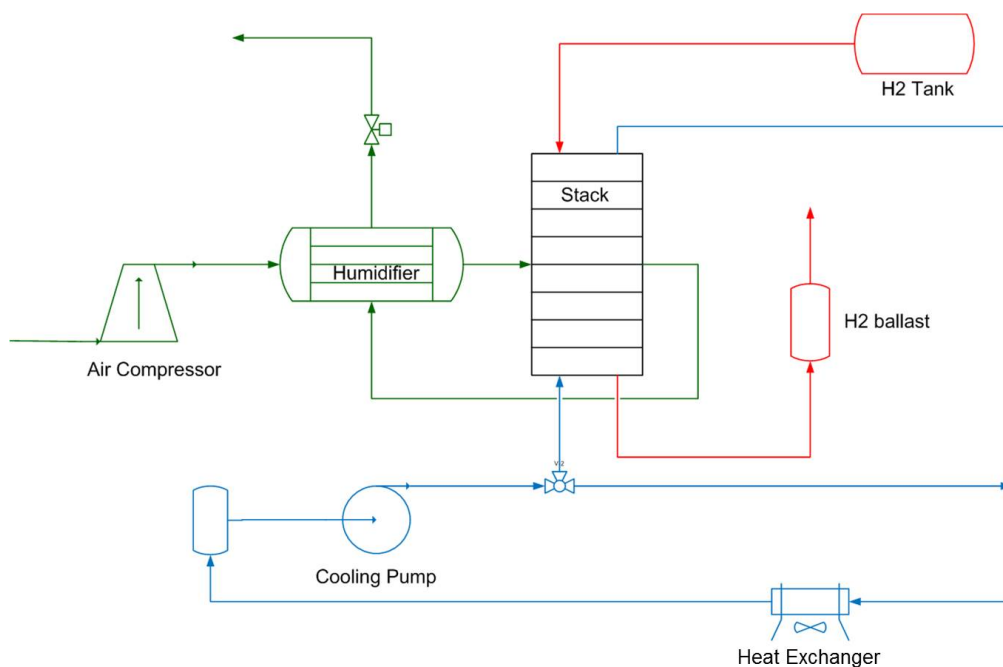 H2 Tank
Stack
Humidifier
H2 ballast
Air Compressor
Cooling Pump
Heat Exchanger